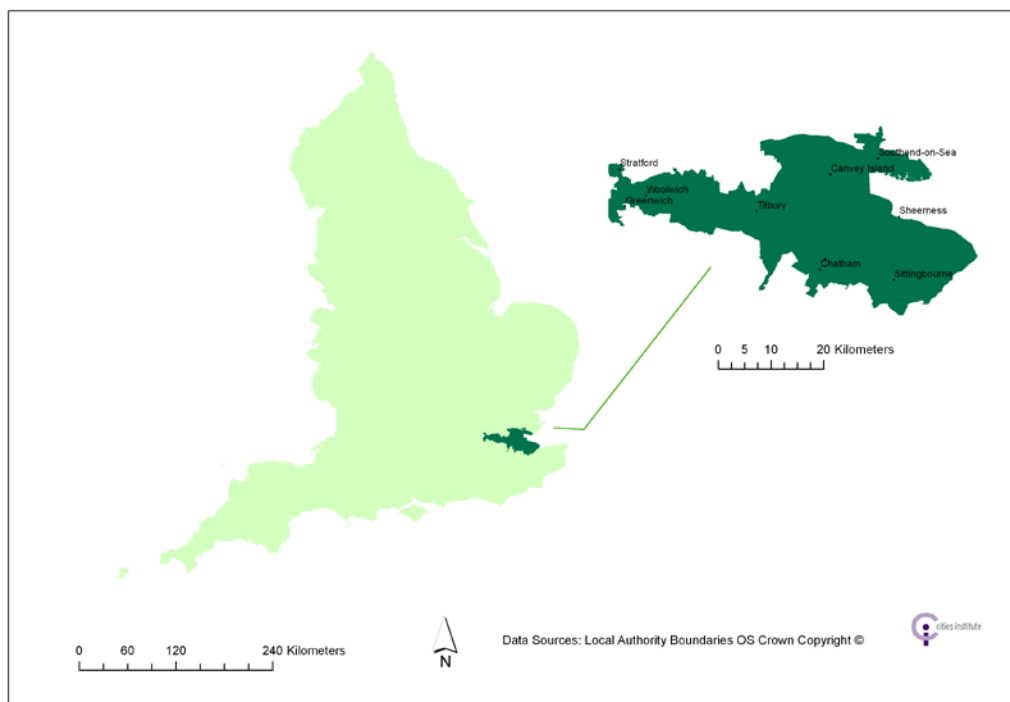 Southend-on-Sea
Stratford
Canvey Island
Woolwich
Greenwich
Tilbury
Sheerness
Chatham
Sittingbourne
0 5 10 20 Kilometers
0 60 120 240 Kilometers
N
Data Sources: Local Authority Boundaries OS Crown Copyright ©
ci cities institute